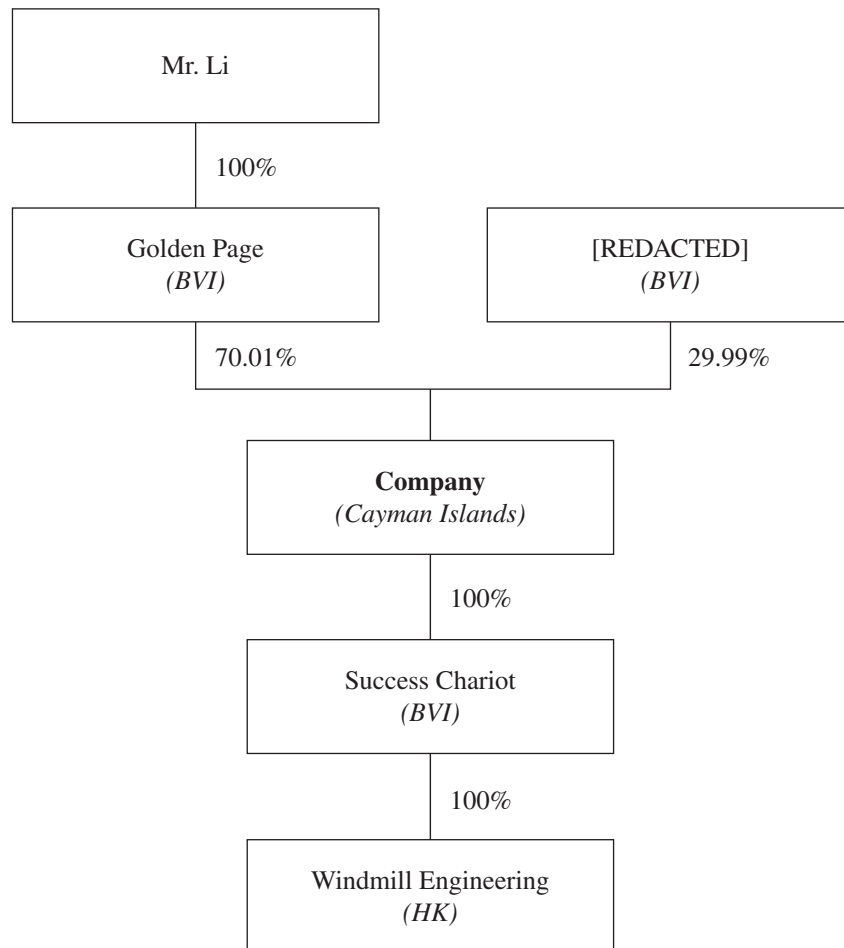 Mr. Li
100%
Golden Page
(BVI)
[REDACTED]
(BVI)
70.01%
29.99%
Company
(Cayman Islands)
100%
Success Chariot
(BVI)
100%
Windmill Engineering
(HK)